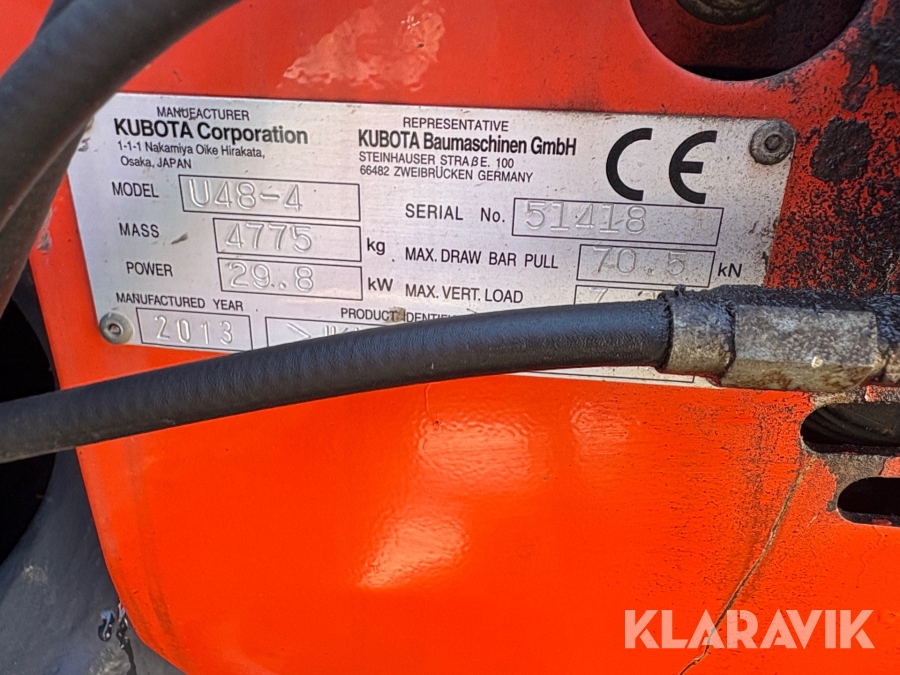 MANUFACTURER
KUBOTA Corporation
1-1-1 Nakamiya Oike Hirakata,
Osaka, JAPAN
REPRESENTATIVE
KUBOTA Baumaschinen GmbH
STEINHAUSER STRAßE. 100
66482 ZWEIBRÜCKEN GERMANY
CE
MODEL U48-4
SERIAL No. 51418
MASS 4775 kg
MAX. DRAW BAR PULL 70.5 kN
POWER 29.8 kW
MAX. VERT. LOAD 7
MANUFACTURED YEAR
2013
PRODUCT
KLARAVIK